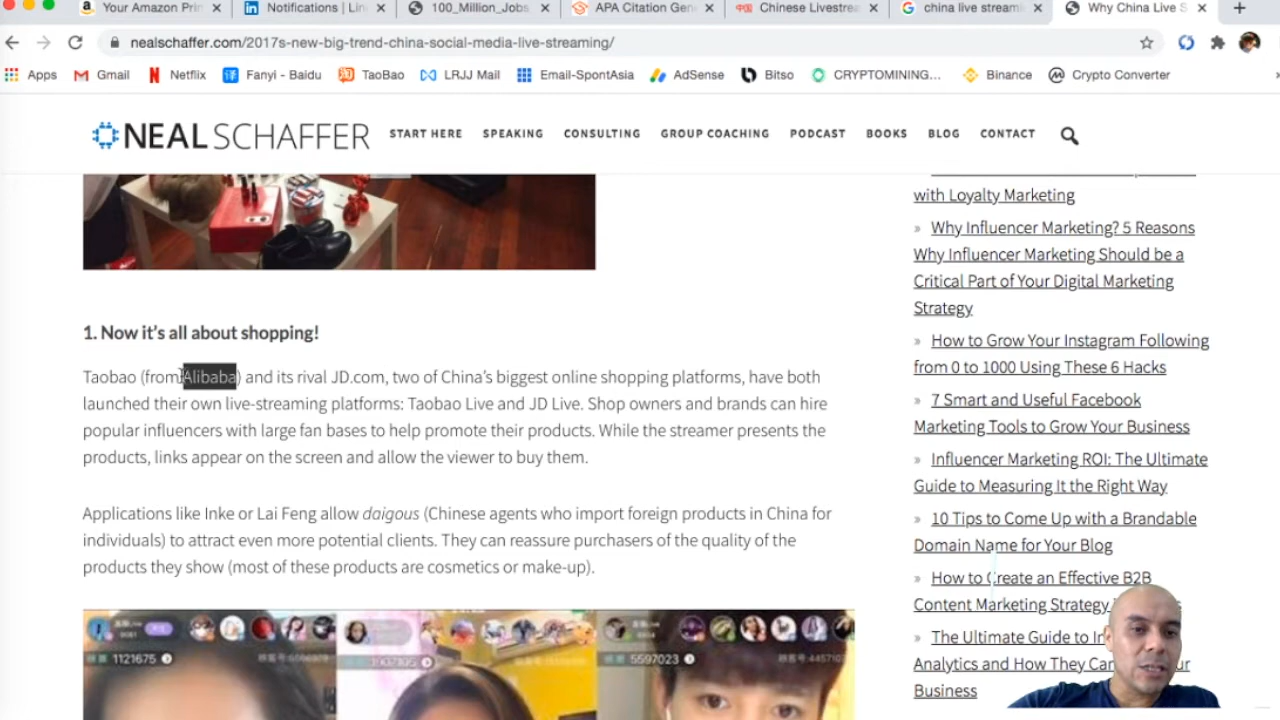 Your Amazon Prin
Notifications | Lin
100_Million_Jobs
APA Citation Gen
Chinese Livestrea
china live streami
Why China Live S
nealschaffer.com/2017s-new-big-trend-china-social-media-live-streaming/
Apps
Gmail
Netflix
Fanyi - Baidu
TaoBao
LRJJ Mail
Email-SpontAsia
AdSense
Bitso
CRYPTOMINING...
Binance
Crypto Converter
NEAL SCHAFFER
START HERE
SPEAKING
CONSULTING
GROUP COACHING
PODCAST
BOOKS
BLOG
CONTACT
1. Now it's all about shopping!
Taobao (from Alibaba) and its rival JD.com, two of China's biggest online shopping platforms, have both
launched their own live-streaming platforms: Taobao Live and JD Live. Shop owners and brands can hire
popular influencers with large fan bases to help promote their products. While the streamer presents the
products, links appear on the screen and allow the viewer to buy them.
Applications like Inke or Lai Feng allow daigous (Chinese agents who import foreign products in China for
individuals) to attract even more potential clients. They can reassure purchasers of the quality of the
products they show (most of these products are cosmetics or make-up).
1121675
5597023
with Loyalty Marketing
» Why Influencer Marketing? 5 Reasons
Why Influencer Marketing Should be a
Critical Part of Your Digital Marketing
Strategy
» How to Grow Your Instagram Following
from 0 to 1000 Using These 6 Hacks
» 7 Smart and Useful Facebook
Marketing Tools to Grow Your Business
» Influencer Marketing ROI: The Ultimate
Guide to Measuring It the Right Way
» 10 Tips to Come Up with a Brandable
Domain Name for Your Blog
» How to Create an Effective B2B
Content Marketing Strategy
» The Ultimate Guide to In
Analytics and How They Can ur
Business